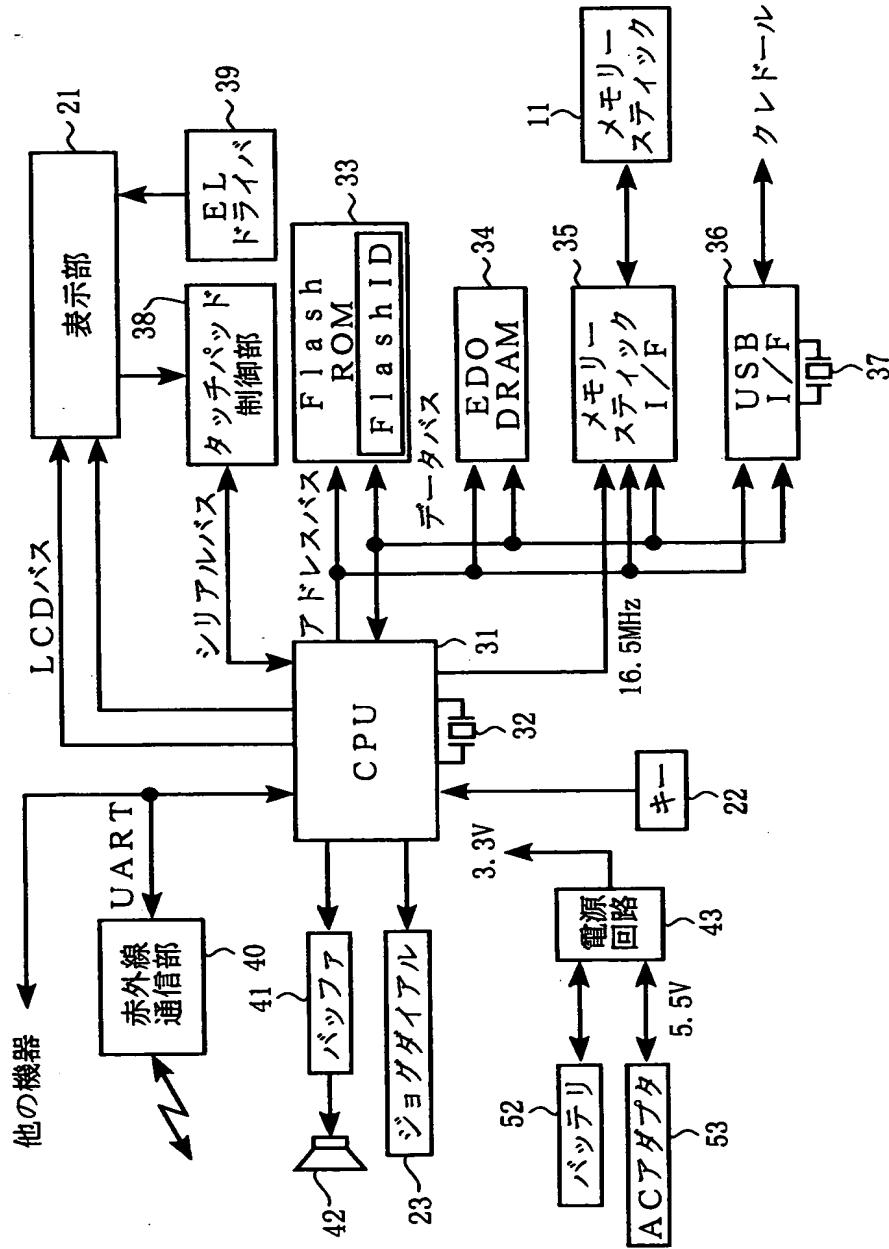 他の機器
UART
LCDバス
表示部
21
赤外線
通信部
40
シリアルバス
タッチパッド
制御部
38
EL
ドライバ
39
41
バッファ
42
CPU
31
アドレスバス
Flash
ROM
FlashID
33
ジョグダイアル
23
32
データバス
EDO
DRAM
34
3.3V
キー
22
16.5MHz
メモリー
スティック
I/F
35
メモリー
スティック
11
52
バッテリ
電源
回路
43
5.5V
ACアダプタ
53
USB
I/F
36
37
クレドール